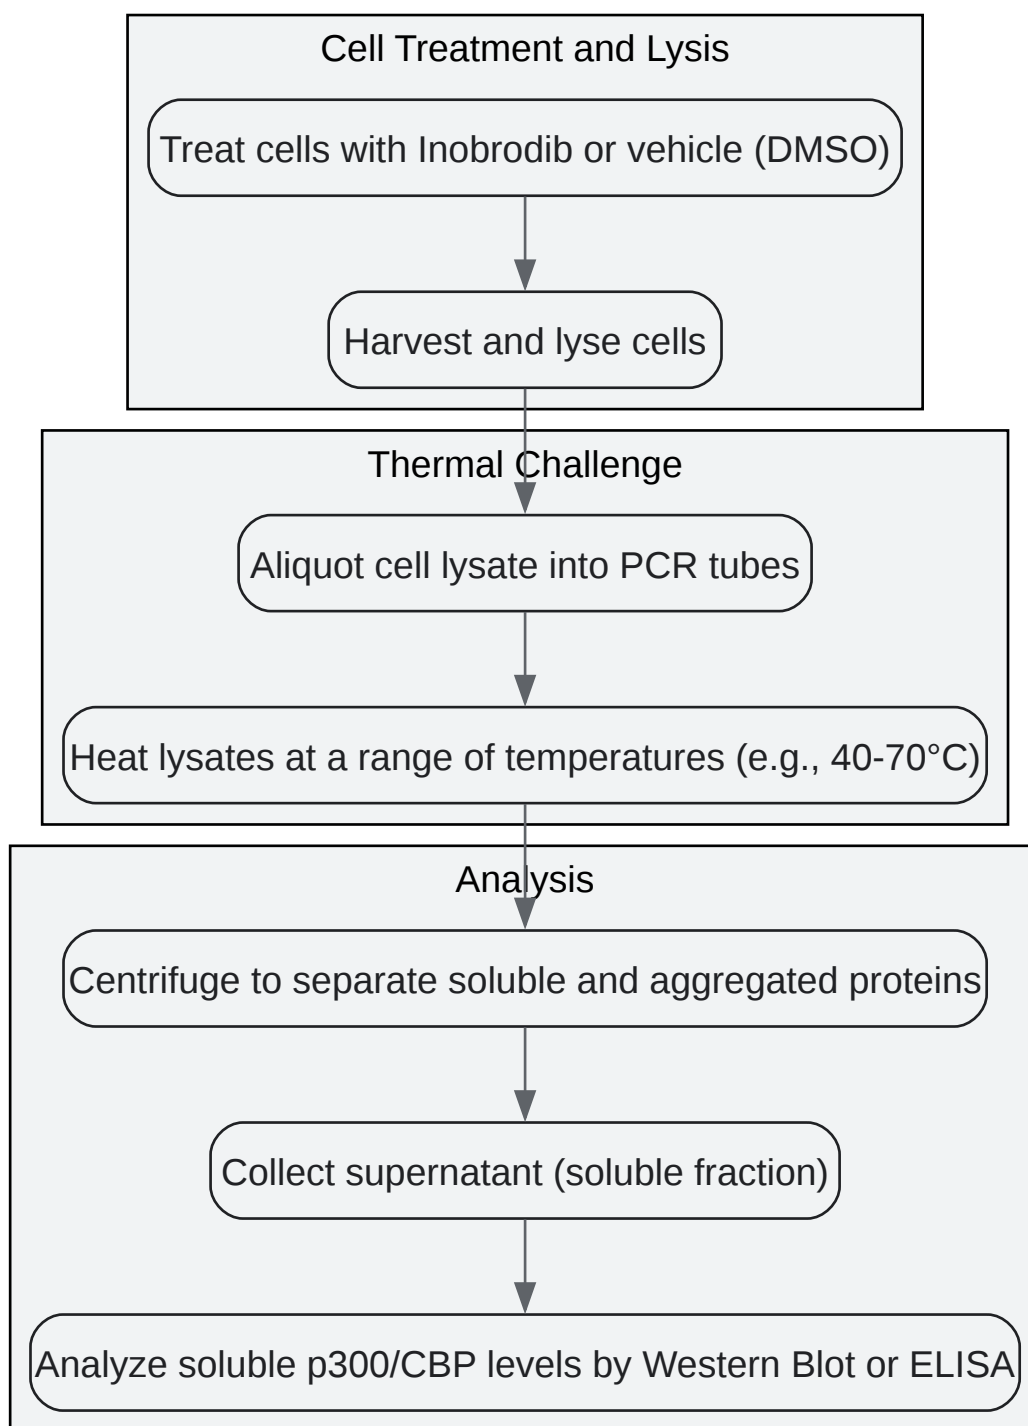 Cell Treatment and Lysis
Treat cells with Inobrodib or vehicle (DMSO)
Harvest and lyse cells
Thermal Challenge
Aliquot cell lysate into PCR tubes
Heat lysates at a range of temperatures (e.g., 40-70°C)
Analysis
Centrifuge to separate soluble and aggregated proteins
Collect supernatant (soluble fraction)
Analyze soluble p300/CBP levels by Western Blot or ELISA